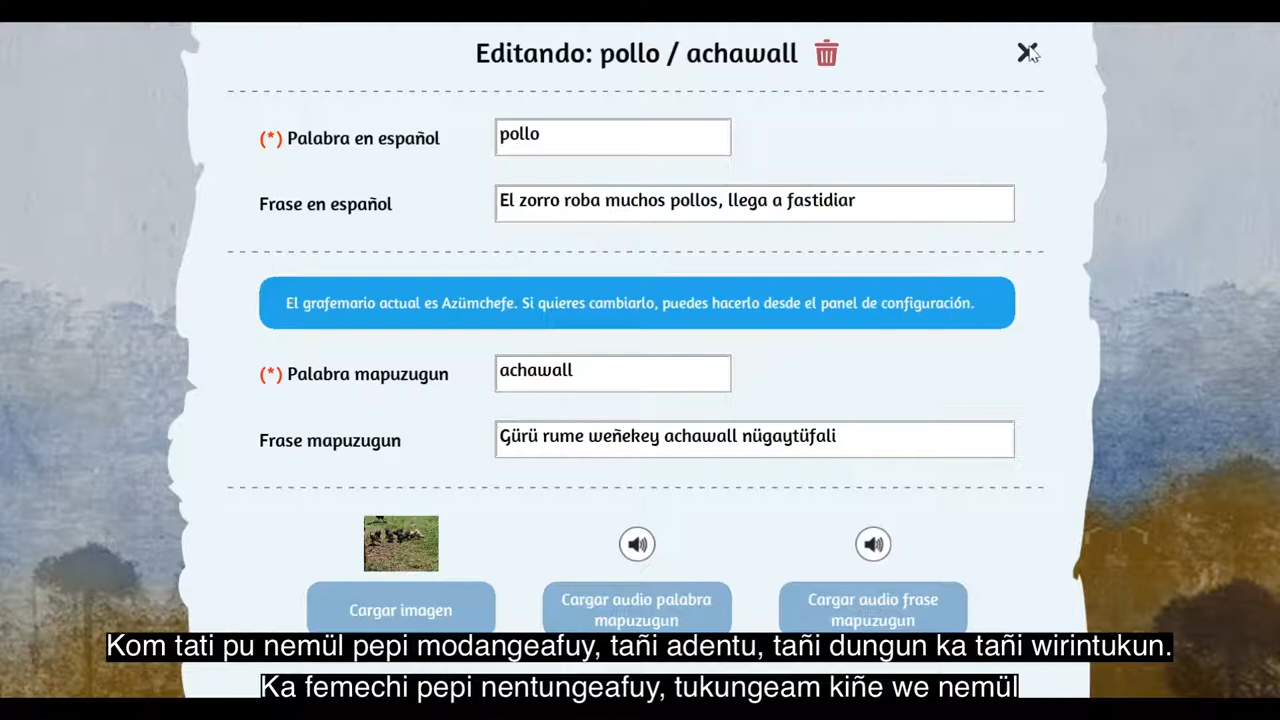 Editando: pollo / achawall
(*) Palabra en español
pollo
Frase en español
El zorro roba muchos pollos, llega a fastidiar
El grafemario actual es Azümchefe. Si quieres cambiarlo, puedes hacerlo desde el panel de configuración.
(*) Palabra mapuzugun
achawall
Frase mapuzugun
Gürü rume weñekey achawall nügaytüfali
Cargar imagen
Cargar audio palabra
mapuzugun
Cargar audio frase
mapuzugun
Kom tati pu nemül pepi modangeafuy, tañi adentu, tañi dungun ka tañi wirintukun.
Ka femechi pepi nentungeafuy, tukungeam kiñe we nemül